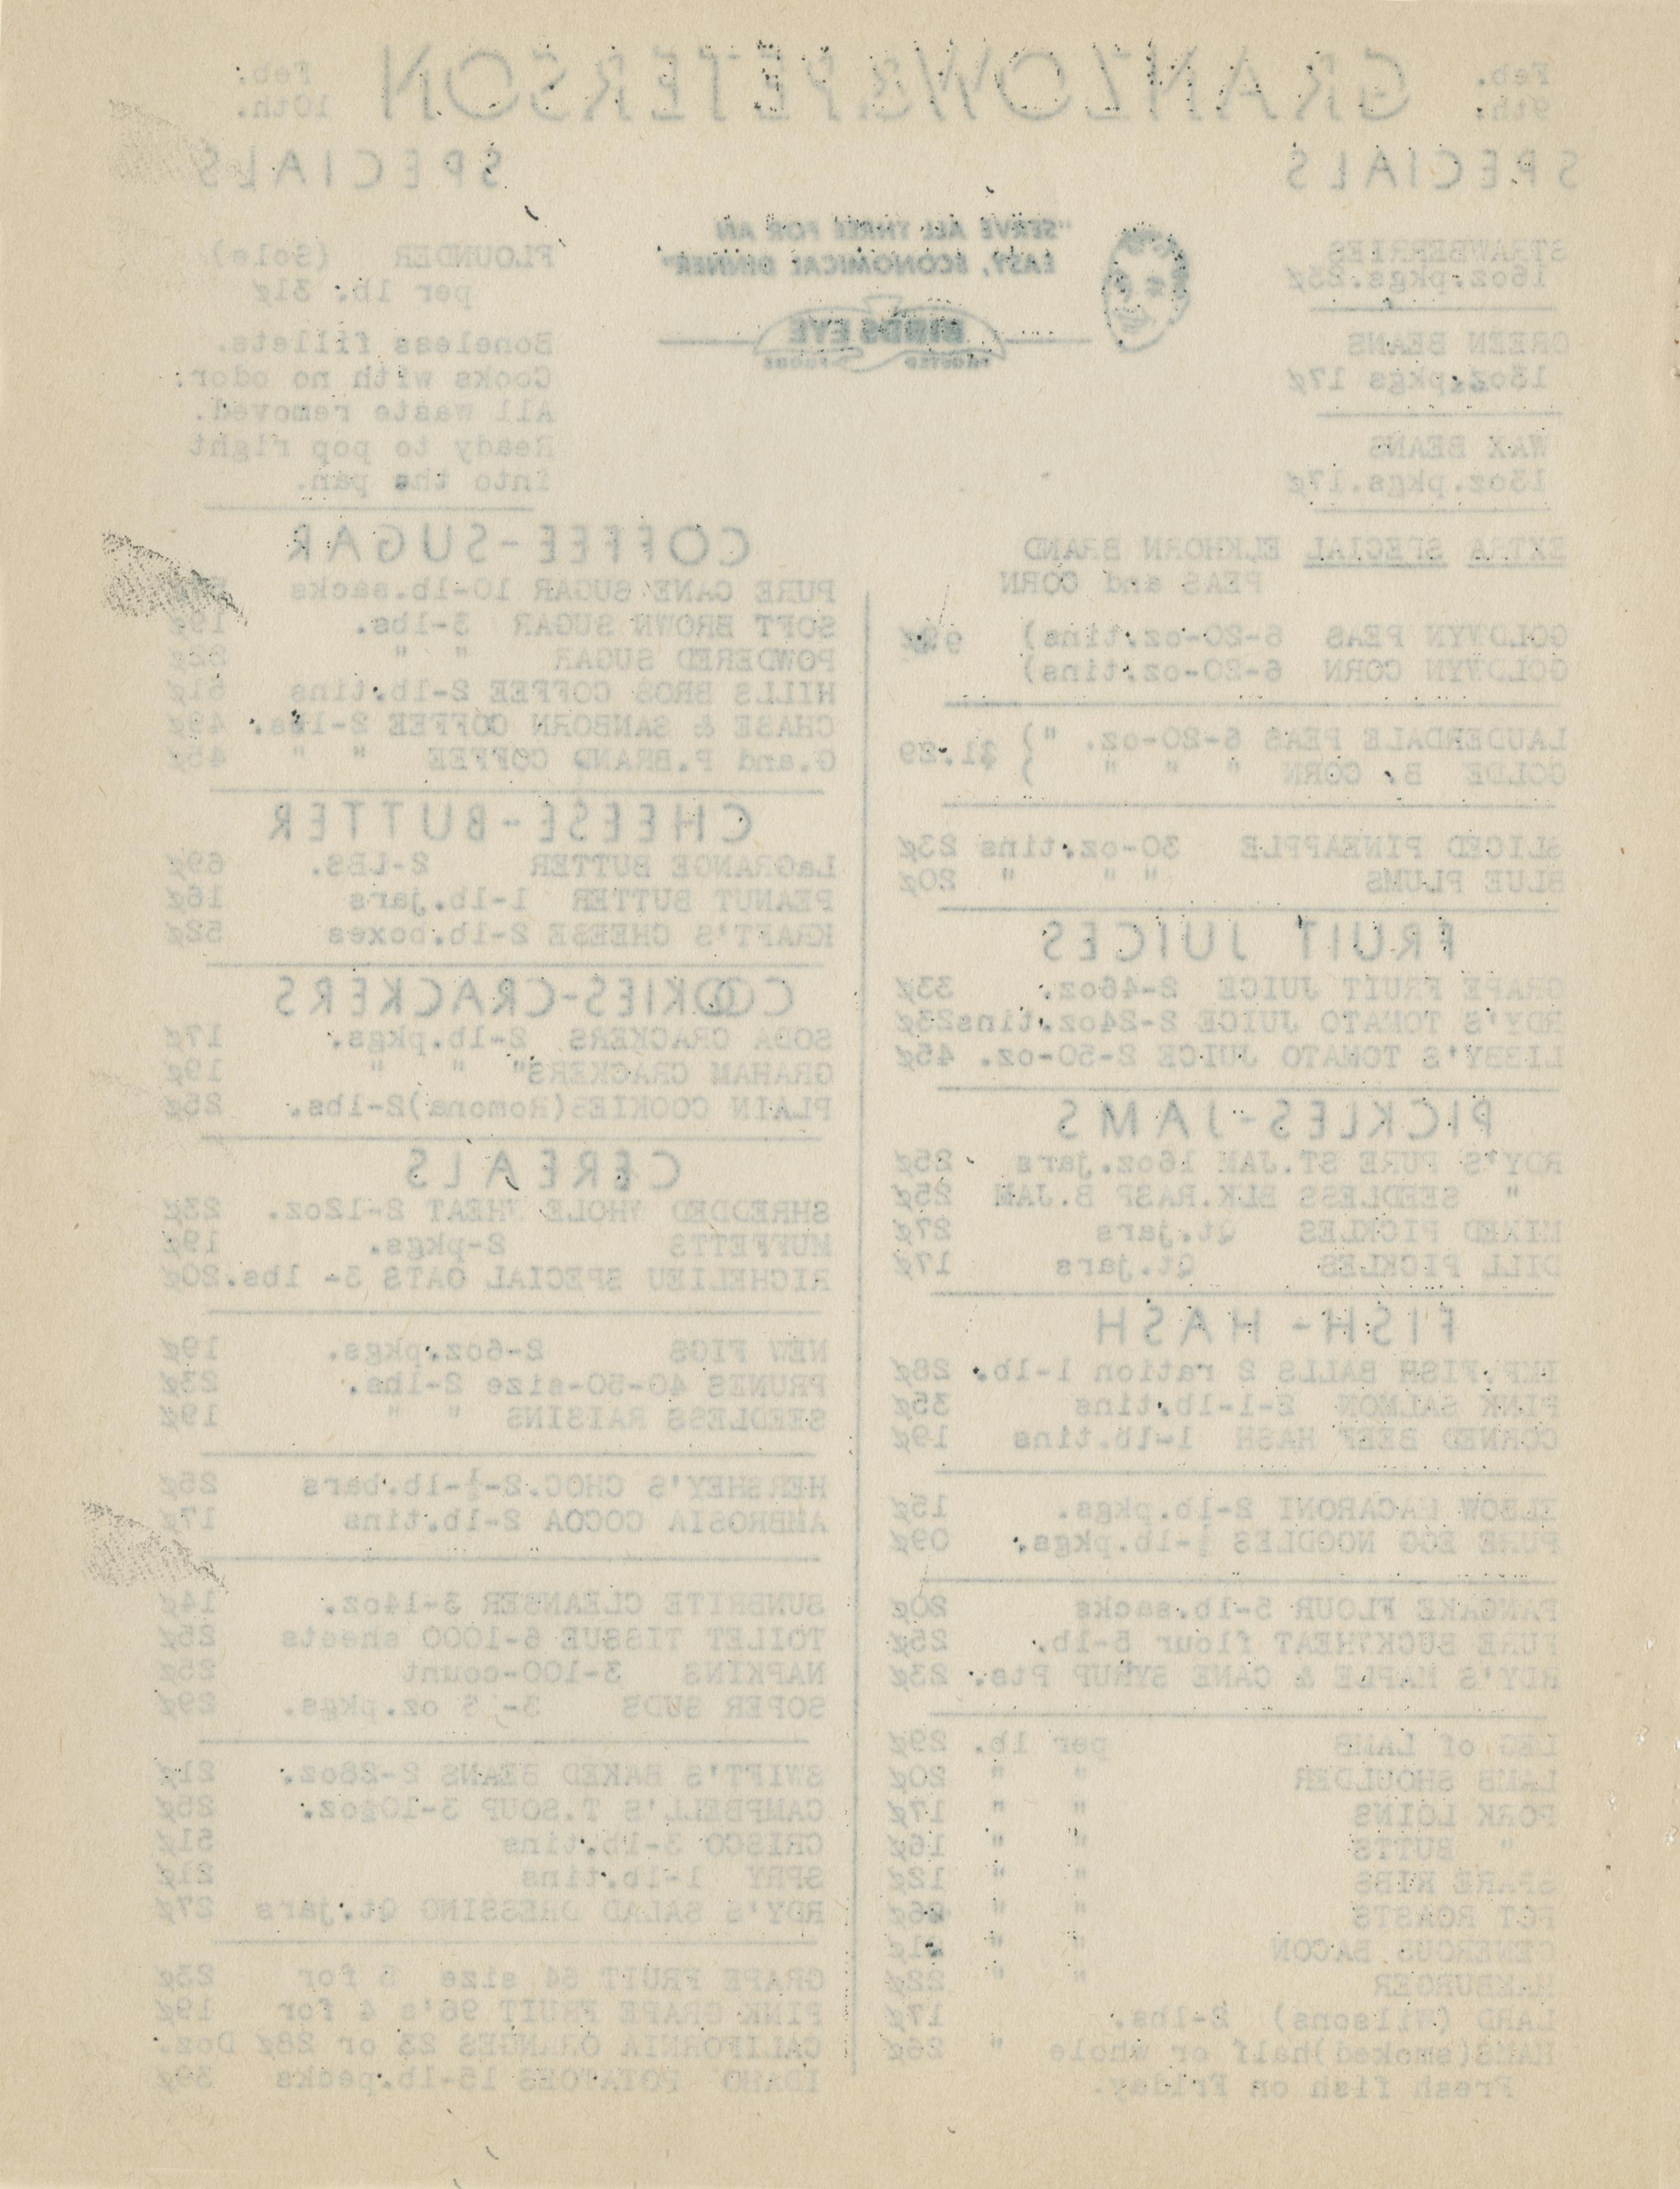 Feb. 9th.
GRANZOW & PETERSON
Feb. 10th.
SPECIALS
SPECIALS
"SERVE ALL THREE FOR AN
EASY, ECONOMICAL DINNER"
BIRDS EYE
FROSTED FOODS
STRAWBERRIES
16oz.pkgs.25¢
GREEN BEANS
13oz.pkgs 17¢
WAX BEANS
13oz.pkgs.17¢
EXTRA SPECIAL ELKHORN BRAND
PEAS and CORN
GOLDWYN PEAS 6-20-oz.tins) 99¢
GOLDWYN CORN 6-20-oz.tins)
LAUDERDALE PEAS 6-20-oz. ") $1.29
GOLDE B. CORN " " " )
SLICED PINEAPPLE 30-oz.tins 23¢
BLUE PLUMS " " " 20¢
FRUIT JUICES
GRAPE FRUIT JUICE 2-46oz. 33¢
RDY'S TOMATO JUICE 2-24oz.tins23¢
LIBBY'S TOMATO JUICE 2-50-oz. 45¢
PICKLES-JAMS
RDY'S PURE ST.JAM 16oz.jars 25¢
" SEEDLESS BLK.RASP B.JAM 25¢
MIXED PICKLES Qt.jars 27¢
DILL PICKLES Qt.jars 17¢
FISH-HASH
FISH BALLS 2 ration 1-lb. 28¢
PINK SALMON 2-1-lb.tins 35¢
CORNED BEEF HASH 1-lb.tins 19¢
ELBOW MACARONI 2-lb.pkgs. 15¢
PURE EGG NOODLES ½-lb.pkgs. 09¢
PANCAKE FLOUR 5-lb.sacks 20¢
PURE BUCKWHEAT flour 5-lb. 25¢
RDY'S MAPLE & CANE SYRUP Pts. 23¢
LEG of LAMB per lb. 29¢
LAMB SHOULDER " " 20¢
PORK LOINS " " 17¢
" BUTTS " " 16¢
SPARE RIBS " " 12¢
POT ROASTS " " 26¢
GENEROUS BACON " "
HAMBURGER " " 22¢
LARD (Wilsons) 2-lbs. 17¢
HAMS(smoked)half or whole " 26¢
Fresh fish on Friday.
FLOUNDER (Sole)
per lb. 31¢
Boneless fillets.
Cooks with no odor.
All waste removed.
Ready to pop right
into the pan.
COFFEE-SUGAR
PURE CANE SUGAR 10-lb.sacks
SOFT BROWN SUGAR 3-lbs. 19¢
POWDERED SUGAR " "
HILLS BROS COFFEE 2-lb.tins 51¢
CHASE & SANBORN COFFEE 2-lbs. 49¢
G.and P.BRAND COFFEE " " 45¢
CHEESE-BUTTER
LaGRANGE BUTTER 2-LBS. 69¢
PEANUT BUTTER 1-lb.jars 16¢
KRAFT'S CHEESE 2-lb.boxes 52¢
COOKIES-CRACKERS
SODA CRACKERS 2-lb.pkgs. 17¢
GRAHAM CRACKERS" " " 19¢
PLAIN COOKIES(Romona)2-lbs. 25¢
CEREALS
SHREDDED WHOLE WHEAT 2-12oz. 23¢
MUFFETTS 2-pkgs. 19¢
RICHELIEU SPECIAL OATS 3- lbs.20¢
NEW FIGS 2-6oz.pkgs. 19¢
PRUNES 40-50-size 2-lbs. 23¢
SEEDLESS RAISINS " " 19¢
HERSHEY'S CHOC.2-½-lb.bars 25¢
AMBROSIA COCOA 2-lb.tins 17¢
SUNBRITE CLEANSER 3-14oz. 14¢
TOILET TISSUE 6-1000 sheets 25¢
NAPKINS 3-100-count 25¢
SOPER SUDS oz.pkgs. 29¢
SWIFT'S BAKED BEANS 2-28oz. 21¢
CAMPBELL'S T.SOUP 3-10½oz. 25¢
CRISCO 3-lb.tins 51¢
SPRY 1-lb.tins 21¢
RDY'S SALAD DRESSING Qt.jars 27¢
GRAPE FRUIT 64 size for 25¢
PINK GRAPE FRUIT 96's 4 for 19¢
CALIFORNIA ORANGES 23 or 28¢ Doz.
IDAHO POTATOES 15-lb.pecks 39¢